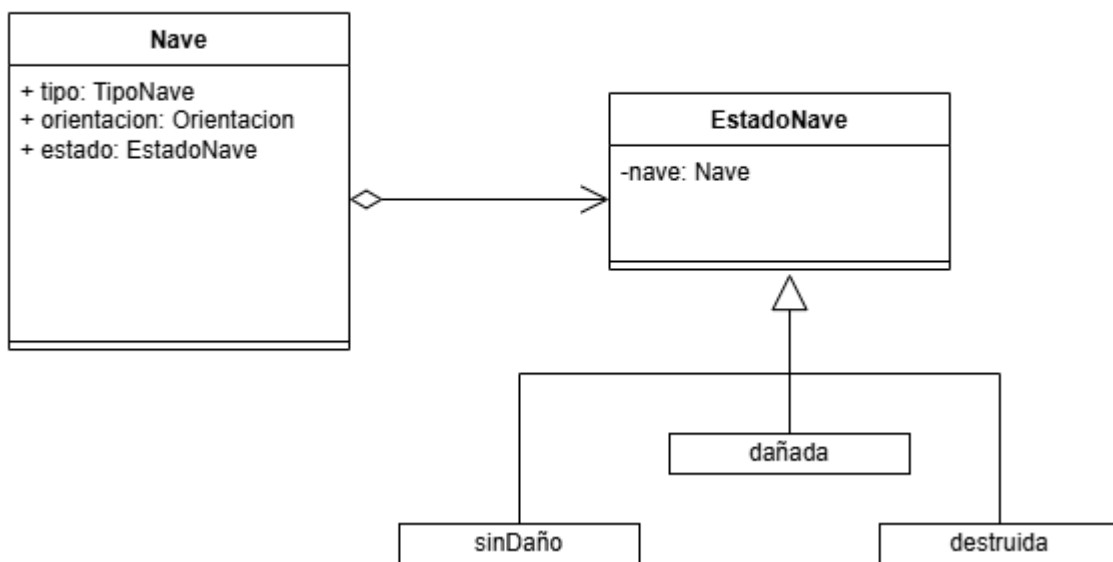 Nave
+ tipo: TipoNave
+ orientacion: Orientacion
+ estado: EstadoNave
EstadoNave
-nave: Nave
dañada
sinDaño
destruida